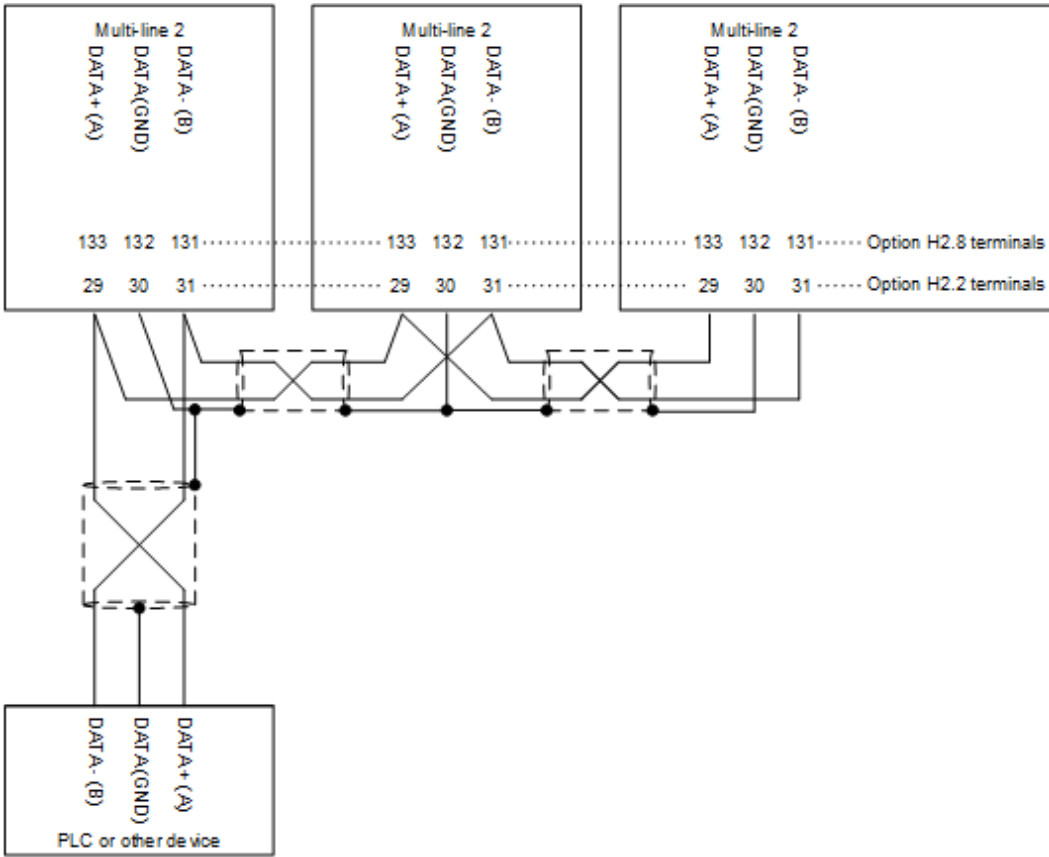 Multi-line 2
DATA+ (A)
DATA(GND)
DATA- (B)
Multi-line 2
DATA+ (A)
DATA(GND)
DATA- (B)
Multi-line 2
DATA+ (A)
DATA(GND)
DATA- (B)
133 132 131 133 132 131 133 132 131 Option H2.8 terminals
29 30 31 29 30 31 29 30 31 Option H2.2 terminals
DATA- (B)
DATA(GND)
DATA+ (A)
PLC or other device